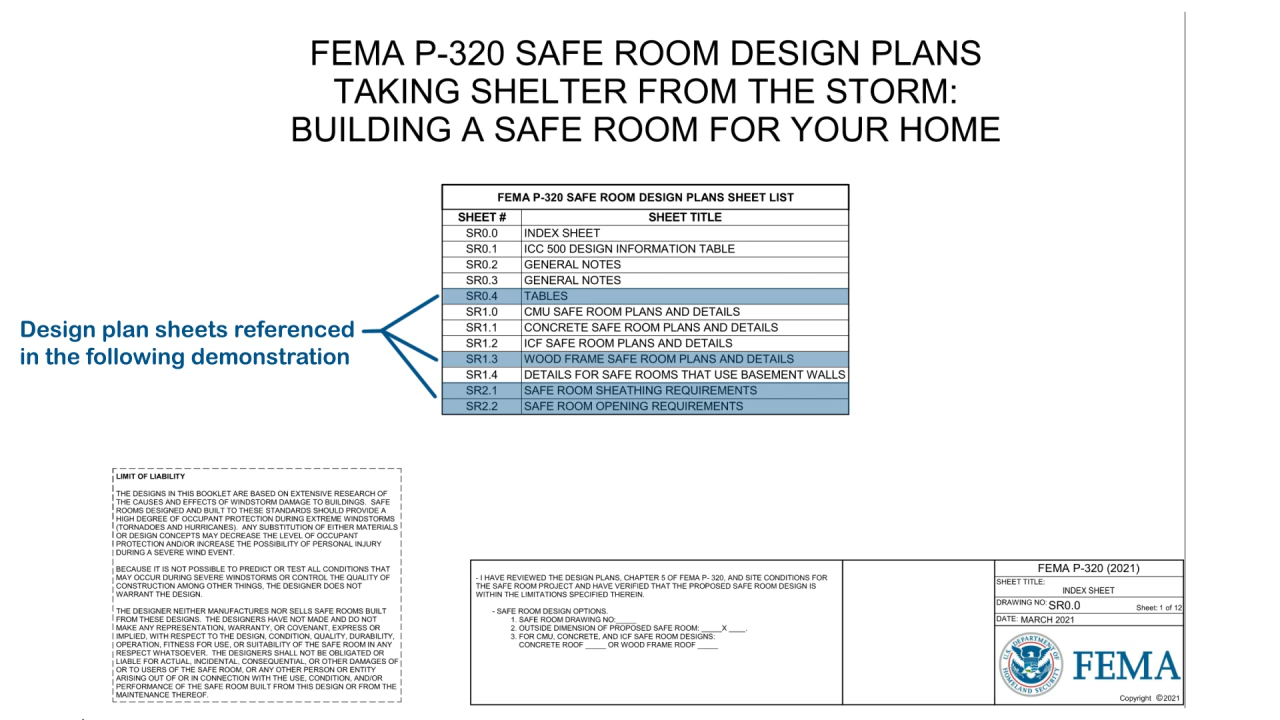 FEMA P-320 SAFE ROOM DESIGN PLANS
TAKING SHELTER FROM THE STORM:
BUILDING A SAFE ROOM FOR YOUR HOME
FEMA P-320 SAFE ROOM DESIGN PLANS SHEET LIST
SHEET # SHEET TITLE
SR0.0 INDEX SHEET
SR0.1 ICC 500 DESIGN INFORMATION TABLE
SR0.2 GENERAL NOTES
SR0.3 GENERAL NOTES
SR0.4 TABLES
SR1.0 CMU SAFE ROOM PLANS AND DETAILS
SR1.1 CONCRETE SAFE ROOM PLANS AND DETAILS
SR1.2 ICF SAFE ROOM PLANS AND DETAILS
SR1.3 WOOD FRAME SAFE ROOM PLANS AND DETAILS
SR1.4 DETAILS FOR SAFE ROOMS THAT USE BASEMENT WALLS
SR2.1 SAFE ROOM SHEATHING REQUIREMENTS
SR2.2 SAFE ROOM OPENING REQUIREMENTS
Design plan sheets referenced
in the following demonstration
LIMIT OF LIABILITY
THE DESIGNS IN THIS BOOKLET ARE BASED ON EXTENSIVE RESEARCH OF
THE CAUSES AND EFFECTS OF WINDSTORM DAMAGE TO BUILDINGS. SAFE
ROOMS DESIGNED AND BUILT TO THESE STANDARDS SHOULD PROVIDE A
HIGH DEGREE OF OCCUPANT PROTECTION DURING EXTREME WINDSTORMS
(TORNADOES AND HURRICANES). ANY SUBSTITUTION OF EITHER MATERIALS
OR DESIGN CONCEPTS MAY DECREASE THE LEVEL OF OCCUPANT
PROTECTION AND/OR INCREASE THE POSSIBILITY OF PERSONAL INJURY
DURING A SEVERE WIND EVENT.
BECAUSE IT IS NOT POSSIBLE TO PREDICT OR TEST ALL CONDITIONS THAT
MAY OCCUR DURING SEVERE WINDSTORMS OR CONTROL THE QUALITY OF
CONSTRUCTION AMONG OTHER THINGS, THE DESIGNER DOES NOT
WARRANT THE DESIGN.
THE DESIGNER NEITHER MANUFACTURES NOR SELLS SAFE ROOMS BUILT
FROM THESE DESIGNS. THE DESIGNERS HAVE NOT MADE AND DO NOT
MAKE ANY REPRESENTATION, WARRANTY, OR COVENANT, EXPRESS OR
IMPLIED, WITH RESPECT TO THE DESIGN, CONDITION, QUALITY, DURABILITY,
OPERATION, FITNESS FOR USE, OR SUITABILITY OF THE SAFE ROOM IN ANY
RESPECT WHATSOEVER. THE DESIGNERS SHALL NOT BE OBLIGATED OR
LIABLE FOR ACTUAL, INCIDENTAL, CONSEQUENTIAL, OR OTHER DAMAGES OF
OR TO USERS OF THE SAFE ROOM, OR ANY OTHER PERSON OR ENTITY
ARISING OUT OF OR IN CONNECTION WITH THE USE, CONDITION, AND/OR
PERFORMANCE OF THE SAFE ROOM BUILT FROM THIS DESIGN OR FROM THE
MAINTENANCE THEREOF.
- I HAVE REVIEWED THE DESIGN PLANS, CHAPTER 5 OF FEMA P- 320, AND SITE CONDITIONS FOR
THE SAFE ROOM PROJECT AND HAVE VERIFIED THAT THE PROPOSED SAFE ROOM DESIGN IS
WITHIN THE LIMITATIONS SPECIFIED THEREIN.
- SAFE ROOM DESIGN OPTIONS.
1. SAFE ROOM DRAWING NO:_____
2. OUTSIDE DIMENSION OF PROPOSED SAFE ROOM: _____X ____.
3. FOR CMU, CONCRETE, AND ICF SAFE ROOM DESIGNS:
CONCRETE ROOF _____ OR WOOD FRAME ROOF _____
FEMA P-320 (2021)
SHEET TITLE:
INDEX SHEET
DRAWING NO: SR0.0 Sheet: 1 of 12
DATE: MARCH 2021
U.S. DEPARTMENT OF
HOMELAND SECURITY
FEMA
Copyright ©2021